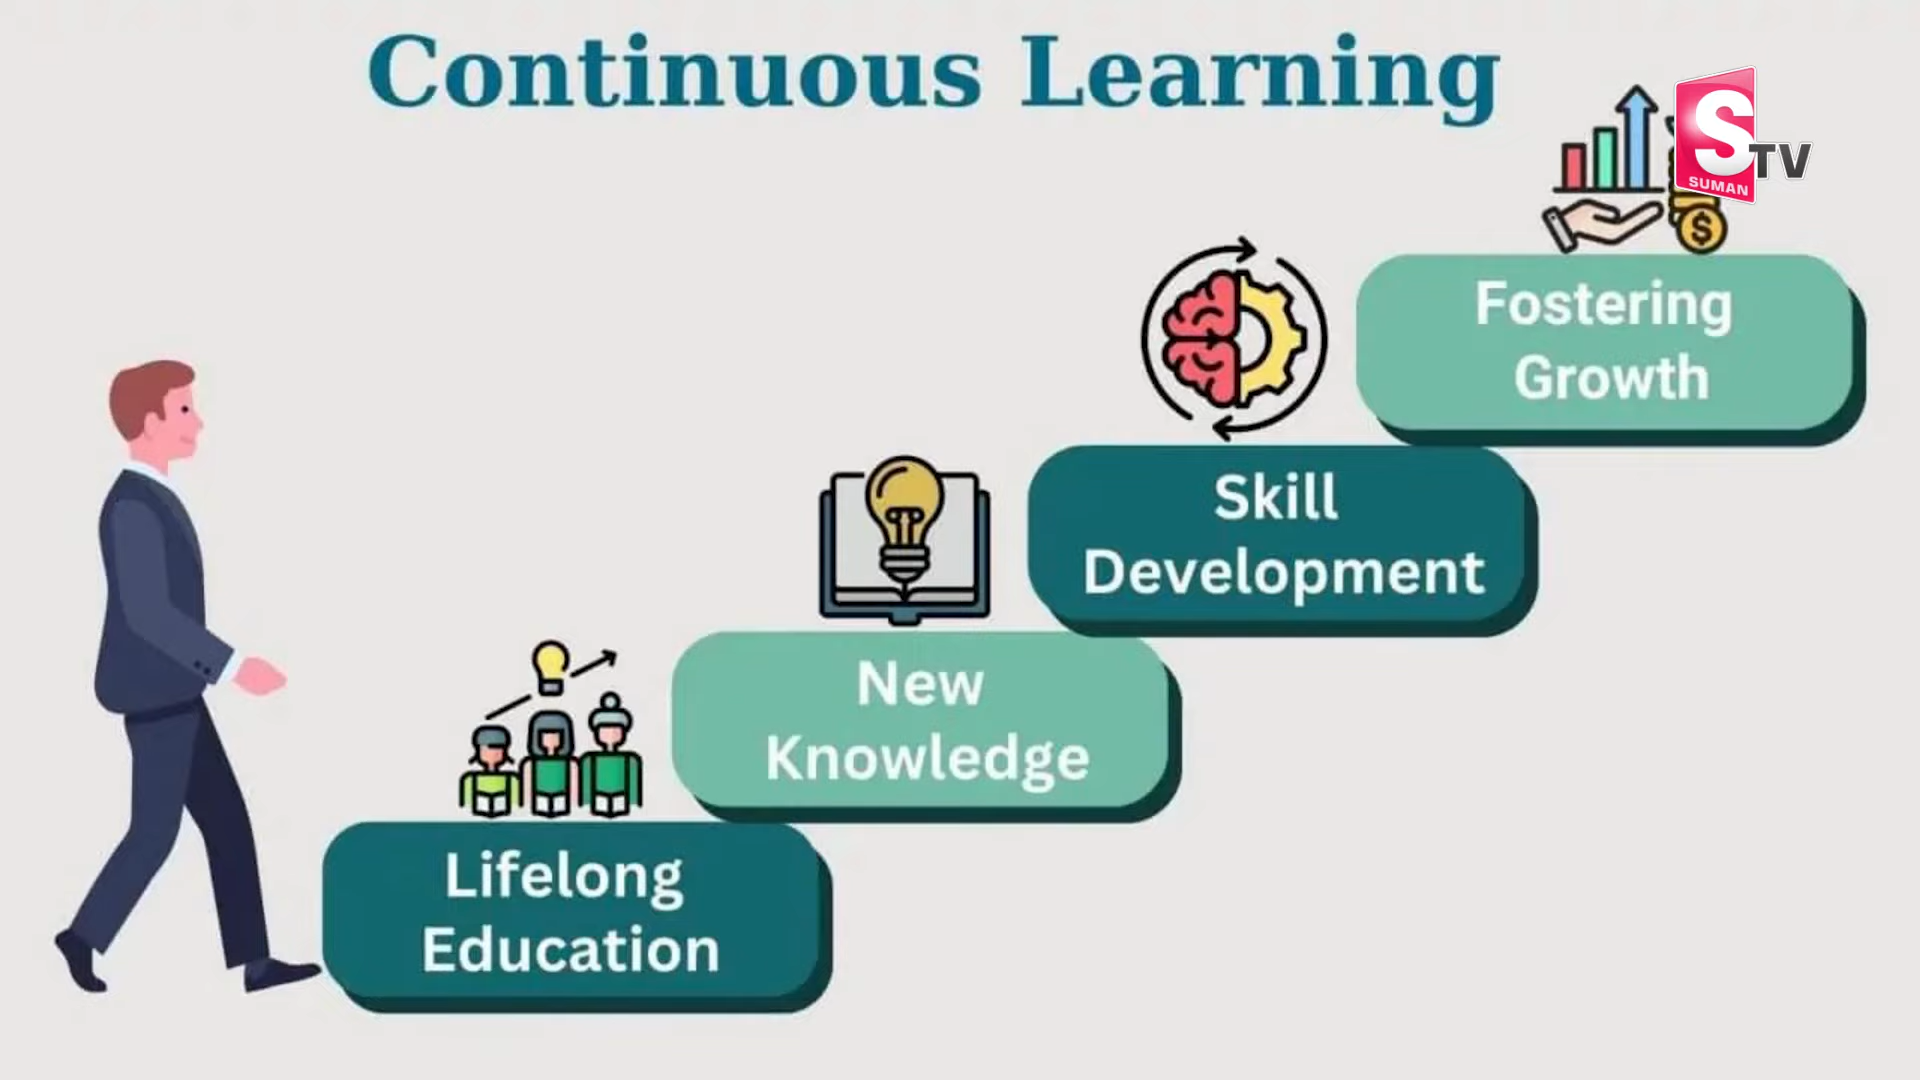 Continuous Learning
S
TV
SUMAN
$
Fostering
Growth
Skill
Development
New
Knowledge
Lifelong
Education